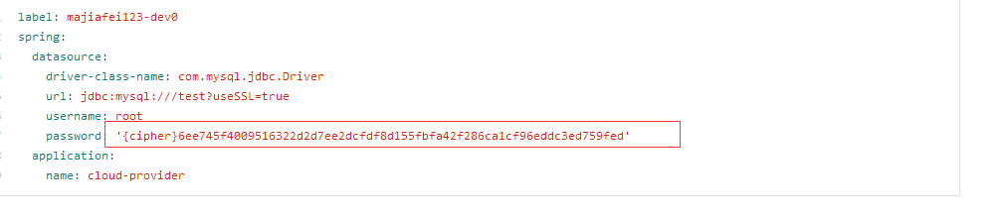 label: majiafei123-dev0
spring:
datasource:
driver-class-name: com.mysql.jdbc.Driver
url: jdbc:mysql:///test?useSSL=true
username: root
password: '{cipher}6ee745f4009516322d2d7ee2dcfdf8d155fbfa42f286ca1cf96eddc3ed759fed'
application:
name: cloud-provider